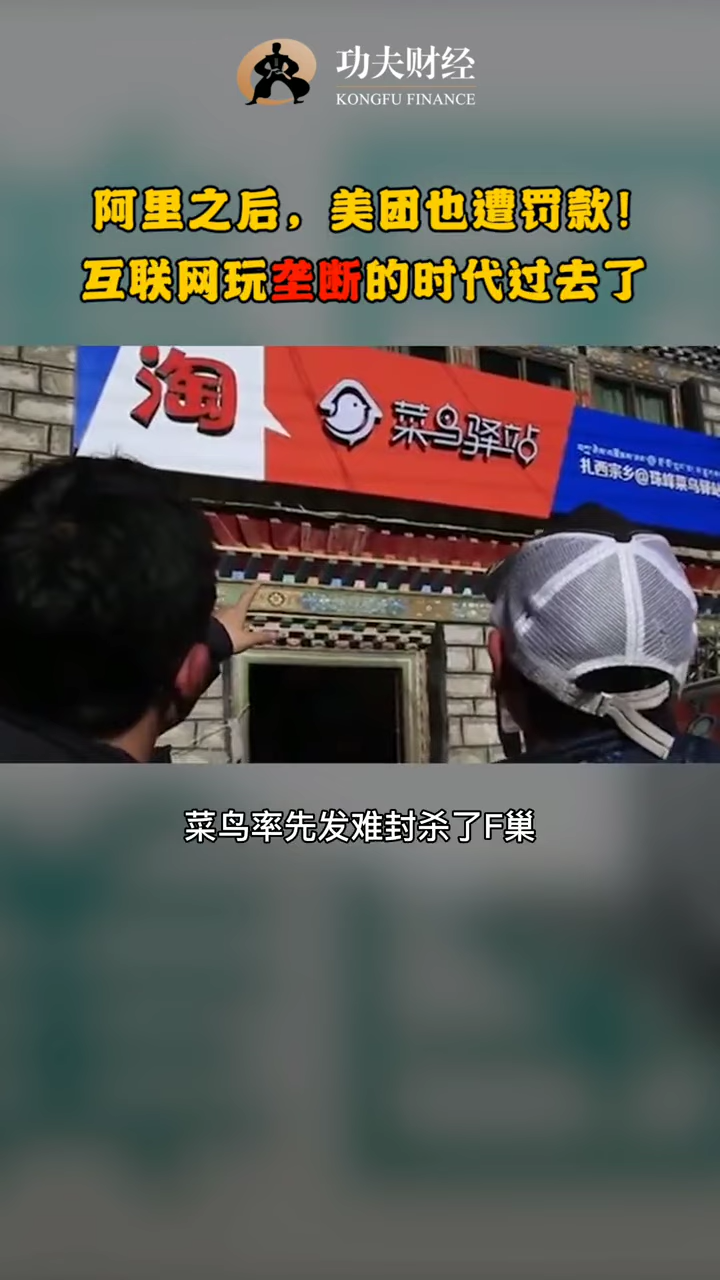 功夫财经
KONGFU FINANCE
阿里之后，美团也遭罚款！
互联网玩垄断的时代过去了
淘
菜鸟驿站
扎西宗乡@珠峰菜鸟驿站
菜鸟率先发难封杀了F巢